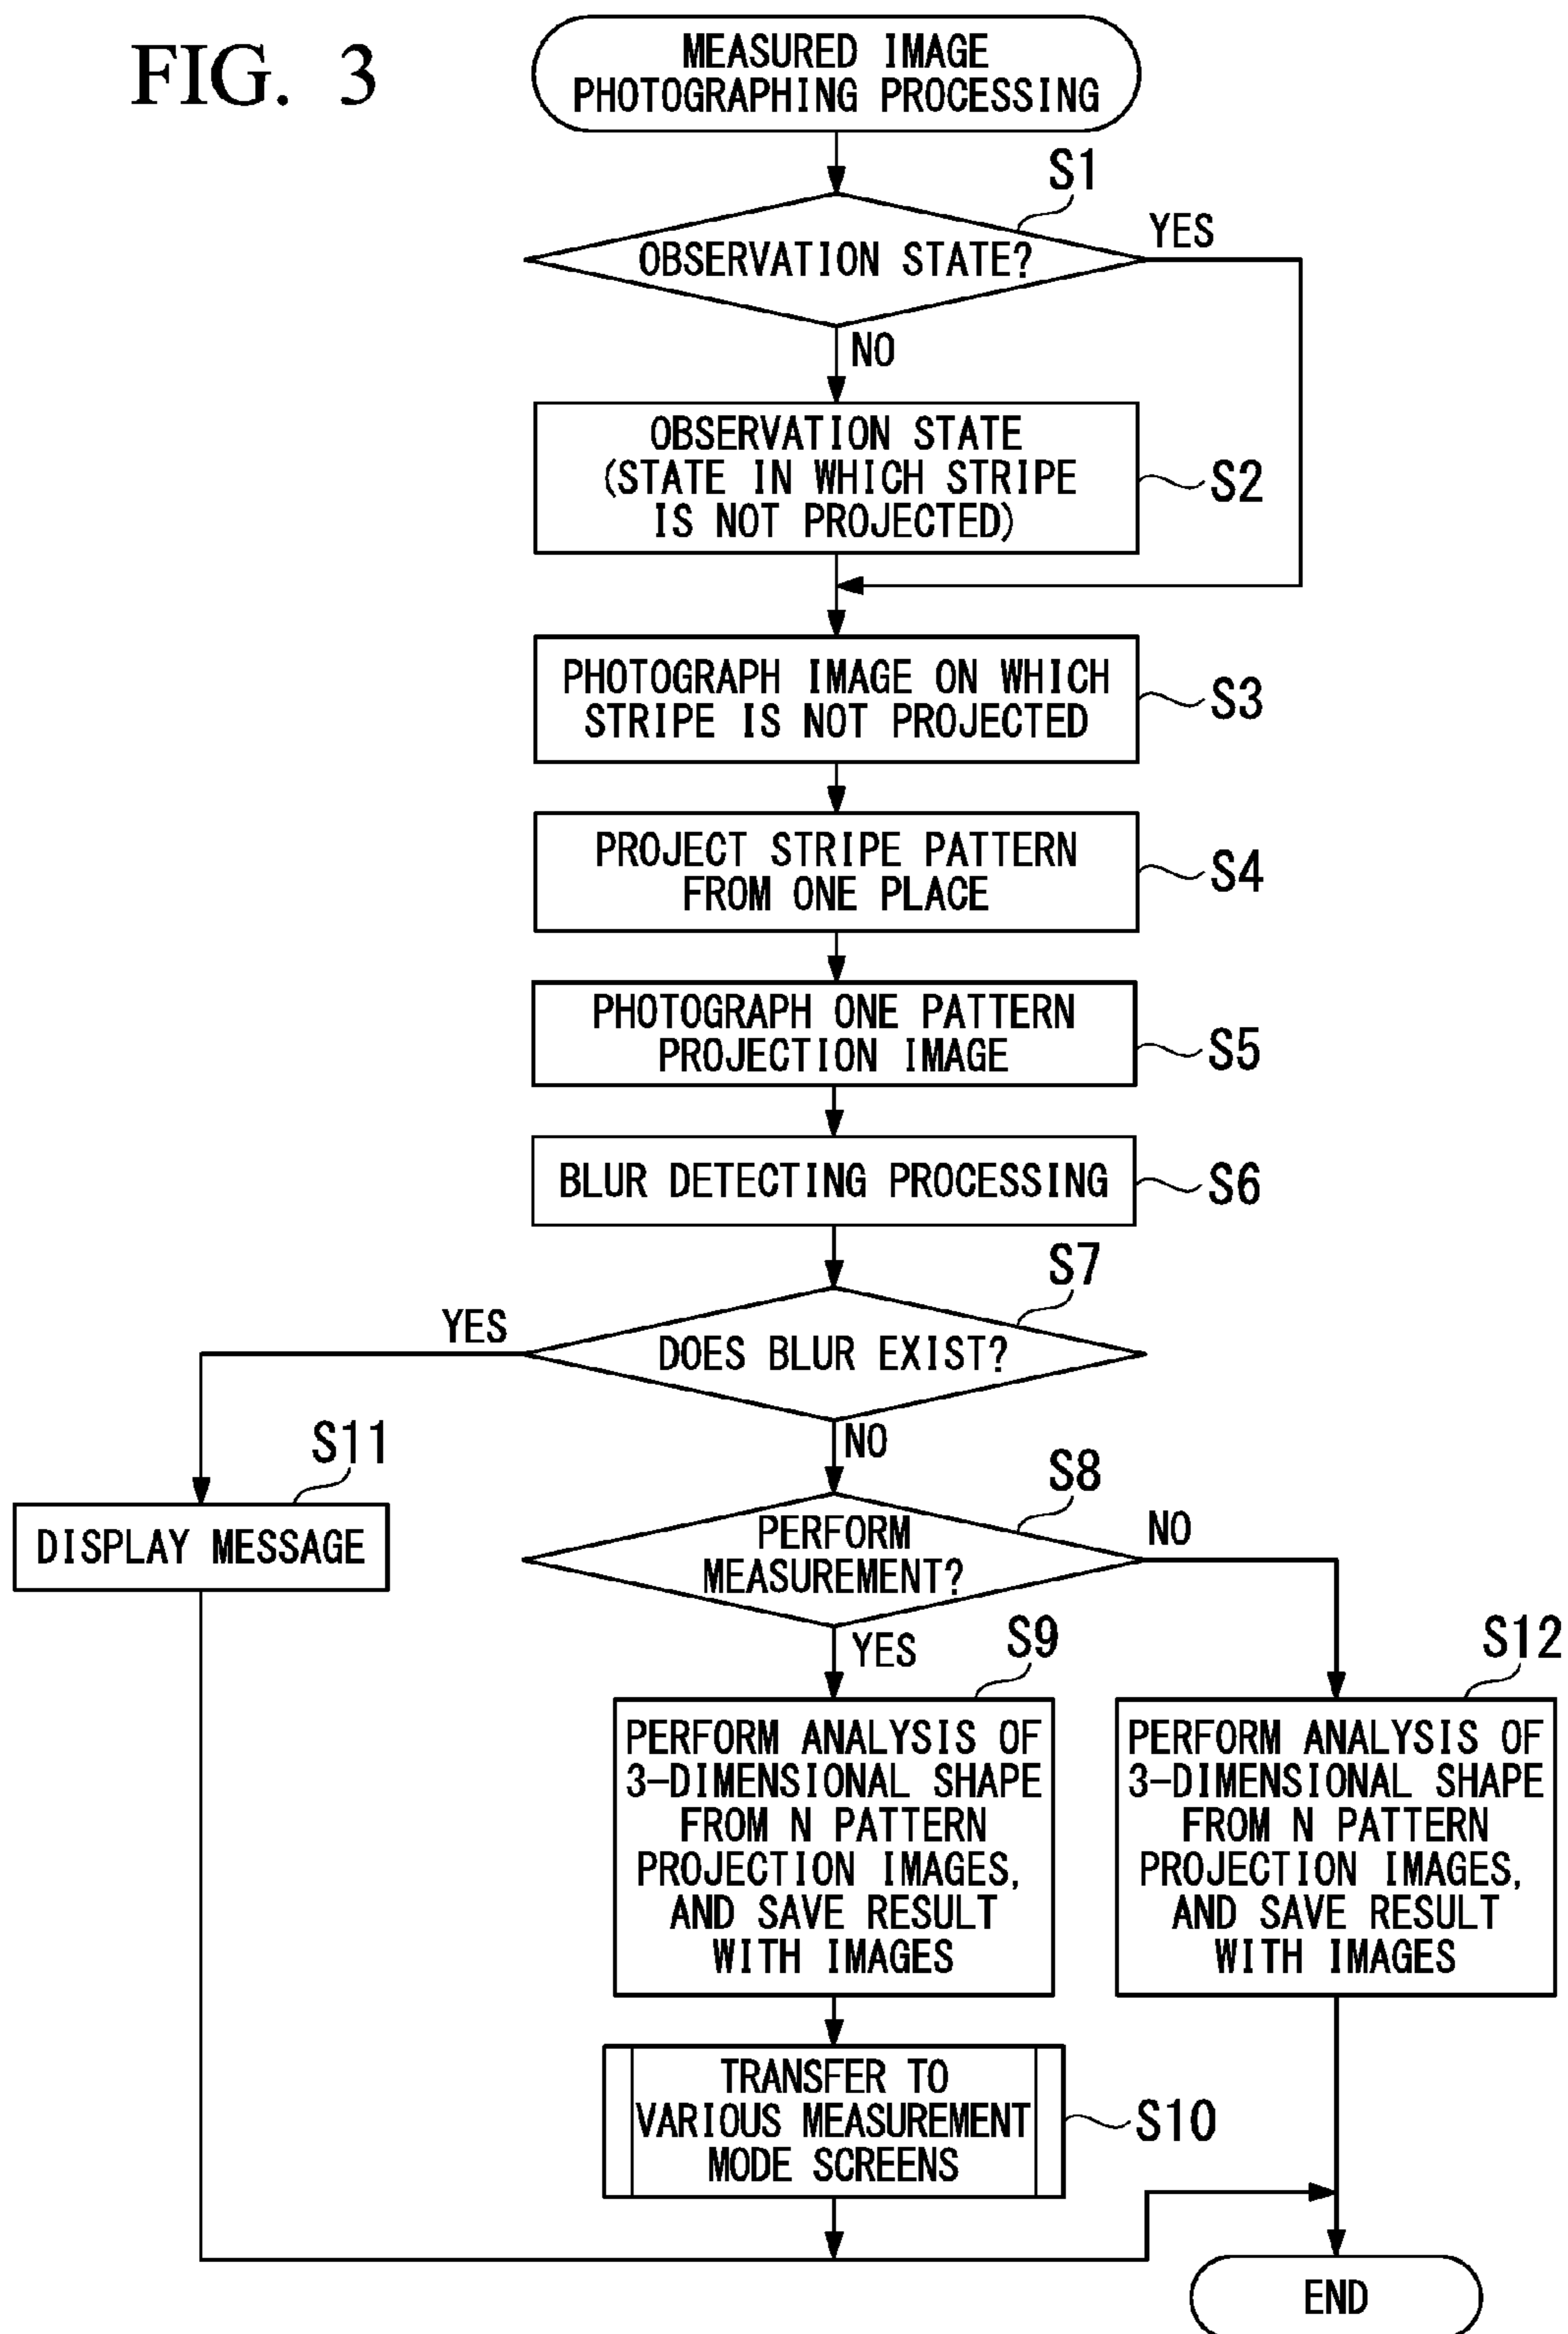 FIG. 3
MEASURED IMAGE
PHOTOGRAPHING PROCESSING
S1
OBSERVATION STATE?
YES
NO
OBSERVATION STATE
(STATE IN WHICH STRIPE
IS NOT PROJECTED)
S2
PHOTOGRAPH IMAGE ON WHICH
STRIPE IS NOT PROJECTED
S3
PROJECT STRIPE PATTERN
FROM ONE PLACE
S4
PHOTOGRAPH ONE PATTERN
PROJECTION IMAGE
S5
BLUR DETECTING PROCESSING
S6
S7
DOES BLUR EXIST?
YES
NO
S11
DISPLAY MESSAGE
S8
PERFORM
MEASUREMENT?
NO
YES
S9
PERFORM ANALYSIS OF
3-DIMENSIONAL SHAPE
FROM N PATTERN
PROJECTION IMAGES,
AND SAVE RESULT
WITH IMAGES
S12
PERFORM ANALYSIS OF
3-DIMENSIONAL SHAPE
FROM N PATTERN
PROJECTION IMAGES,
AND SAVE RESULT
WITH IMAGES
TRANSFER TO
VARIOUS MEASUREMENT
MODE SCREENS
S10
END